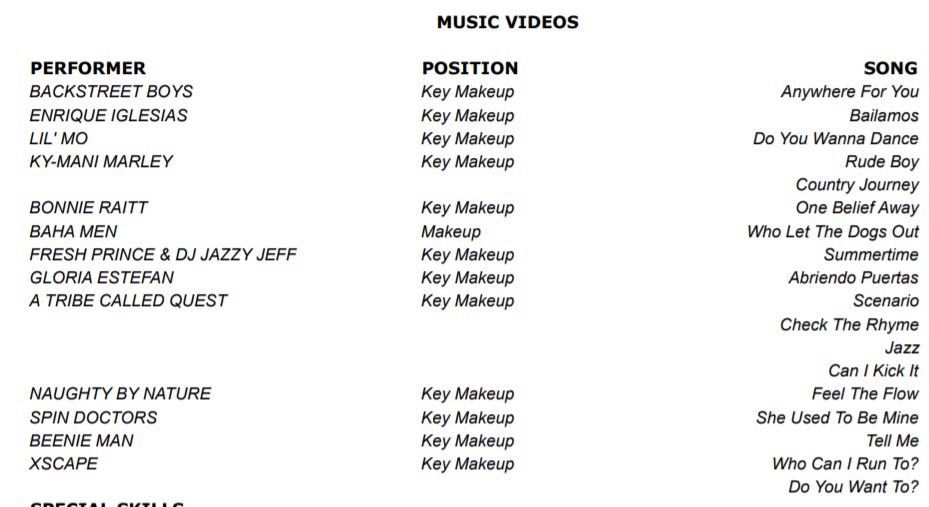 MUSIC VIDEOS
PERFORMER POSITION SONG
BACKSTREET BOYS Key Makeup Anywhere For You
ENRIQUE IGLESIAS Key Makeup Bailamos
LIL' MO Key Makeup Do You Wanna Dance
KY-MANI MARLEY Key Makeup Rude Boy
Country Journey
BONNIE RAITT Key Makeup One Belief Away
BAHA MEN Makeup Who Let The Dogs Out
FRESH PRINCE & DJ JAZZY JEFF Key Makeup Summertime
GLORIA ESTEFAN Key Makeup Abriendo Puertas
A TRIBE CALLED QUEST Key Makeup Scenario
Check The Rhyme
Jazz
Can I Kick It
NAUGHTY BY NATURE Key Makeup Feel The Flow
SPIN DOCTORS Key Makeup She Used To Be Mine
BEENIE MAN Key Makeup Tell Me
XSCAPE Key Makeup Who Can I Run To?
Do You Want To?
SPECIAL SKILLS